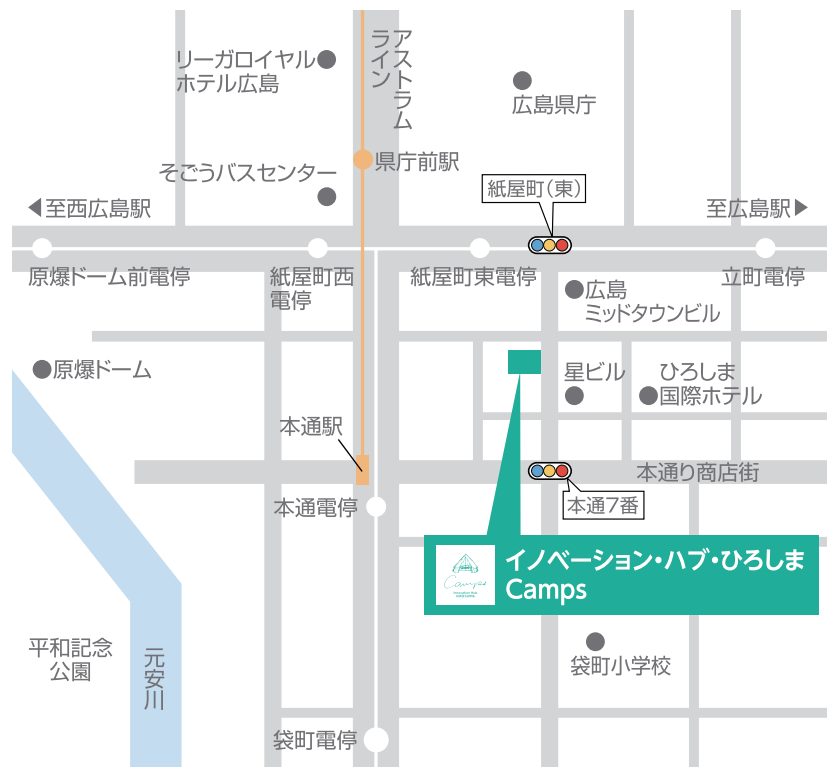 リーガロイヤル
ホテル広島
アストラム
ライン
広島県庁
県庁前駅
そごうバスセンター
紙屋町(東)
至西広島駅
至広島駅
原爆ドーム前電停
紙屋町西
電停
紙屋町東電停
立町電停
広島
ミッドタウンビル
原爆ドーム
星ビル
ひろしま
国際ホテル
本通駅
本通り商店街
本通電停
本通7番
イノベーション・ハブ・ひろしま
Camps
Camps
袋町小学校
平和記念
公園
元安川
袋町電停